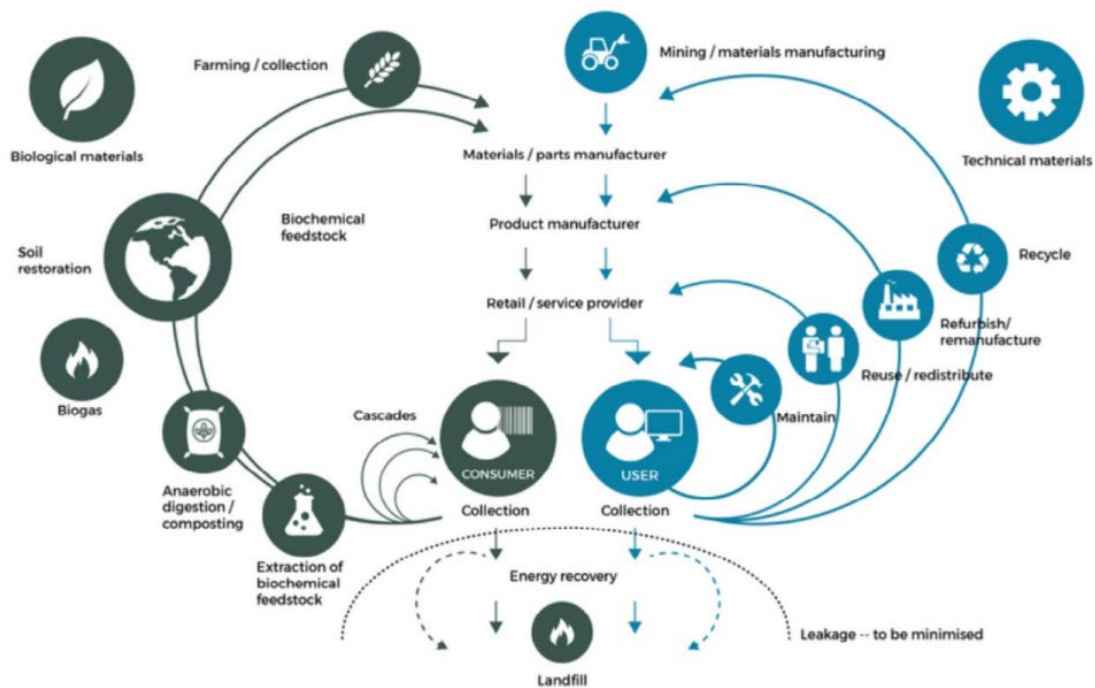 Farming / collection
Mining / materials manufacturing
Biological materials
Materials / parts manufacturer
Technical materials
Biochemical
feedstock
Product manufacturer
Soil
restoration
Recycle
Retail / service provider
Refurbish/
remanufacture
Reuse / redistribute
Biogas
Cascades
Maintain
CONSUMER
USER
Anaerobic
digestion /
composting
Collection
Collection
Extraction of
biochemical
feedstock
Energy recovery
Leakage -- to be minimised
Landfill